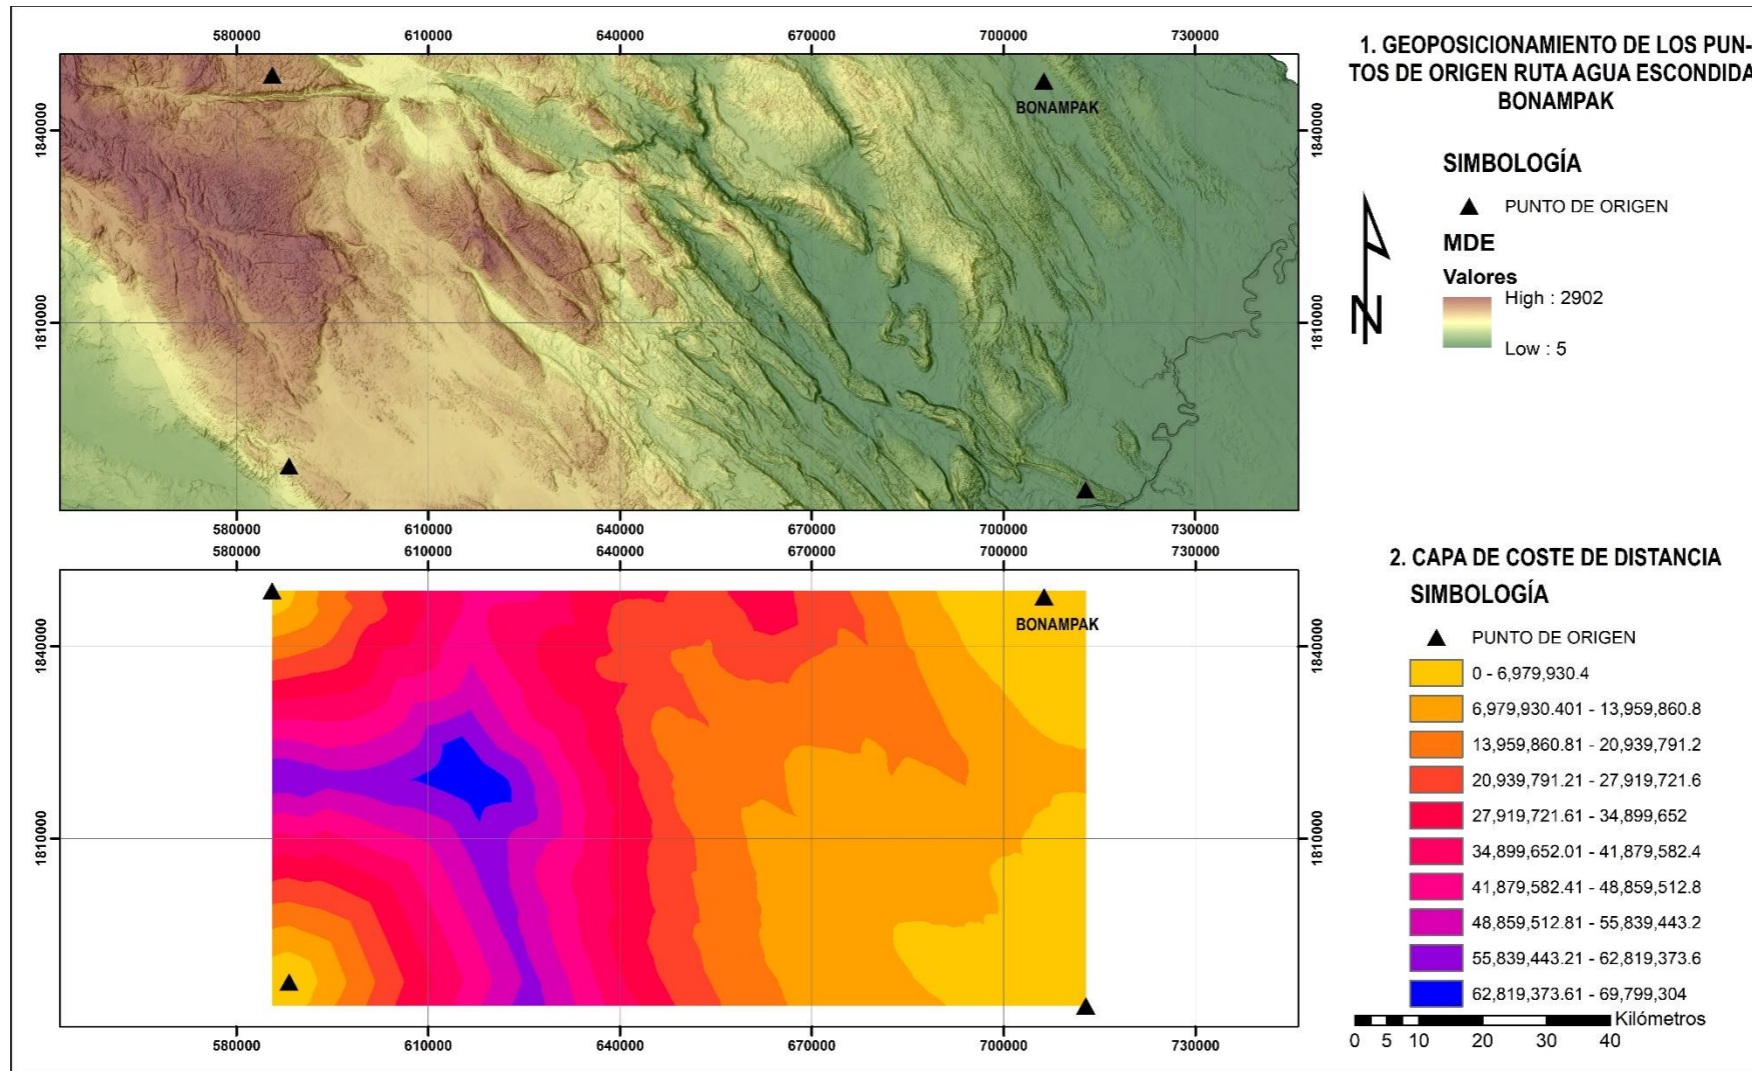 580000 610000 640000 670000 700000 730000
1. GEOPOSICIONAMIENTO DE LOS PUN-
TOS DE ORIGEN RUTA AGUA ESCONDIDA
BONAMPAK
BONAMPAK
1840000 1840000
1810000 1810000
SIMBOLOGÍA
PUNTO DE ORIGEN
MDE
Valores
High : 2902
Low : 5
N
580000 610000 640000 670000 700000 730000
580000 610000 640000 670000 700000 730000
2. CAPA DE COSTE DE DISTANCIA
SIMBOLOGÍA
BONAMPAK
1840000 1840000
1810000 1810000
PUNTO DE ORIGEN
0 - 6,979,930.4
6,979,930.401 - 13,959,860.8
13,959,860.81 - 20,939,791.2
20,939,791.21 - 27,919,721.6
27,919,721.61 - 34,899,652
34,899,652.01 - 41,879,582.4
41,879,582.41 - 48,859,512.8
48,859,512.81 - 55,839,443.2
55,839,443.21 - 62,819,373.6
62,819,373.61 - 69,799,304
Kilómetros
0 5 10 20 30 40
580000 610000 640000 670000 700000 730000